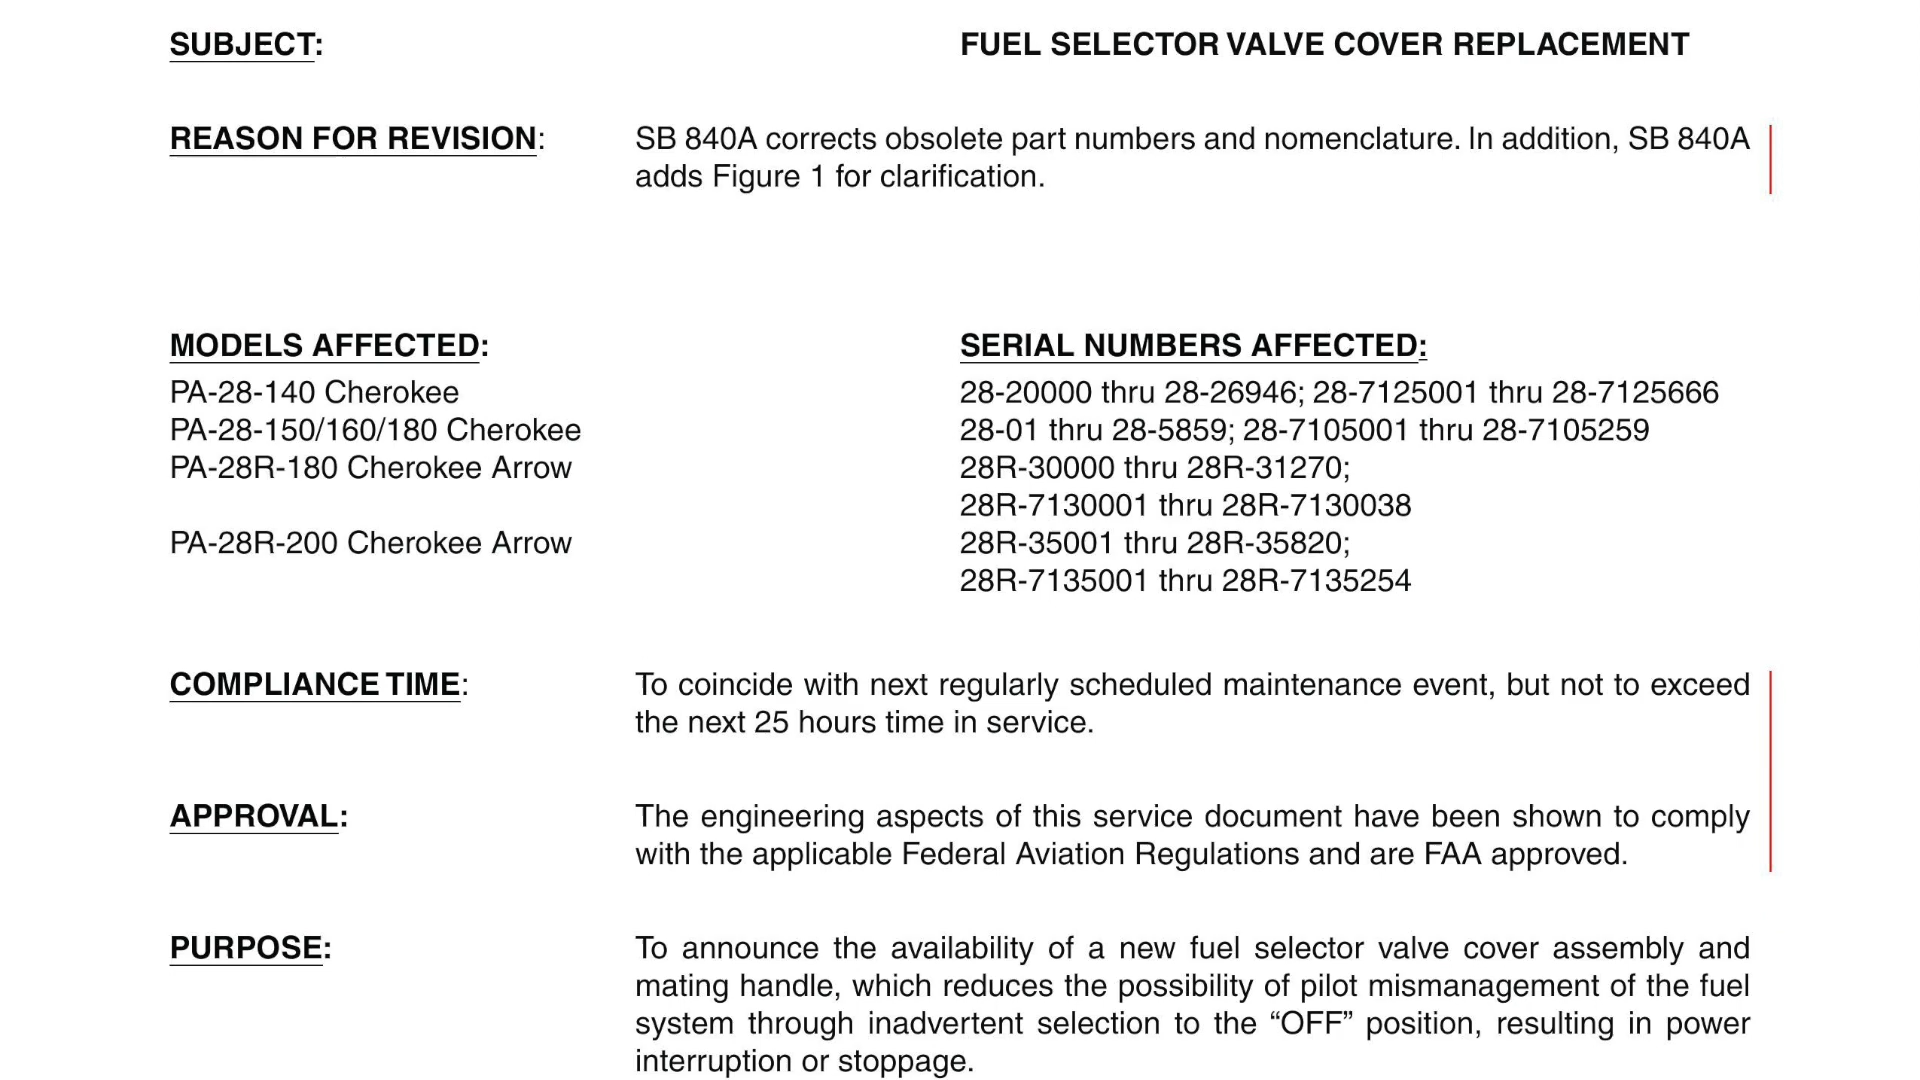 SUBJECT: FUEL SELECTOR VALVE COVER REPLACEMENT
REASON FOR REVISION: SB 840A corrects obsolete part numbers and nomenclature. In addition, SB 840A
adds Figure 1 for clarification.
MODELS AFFECTED: SERIAL NUMBERS AFFECTED:
PA-28-140 Cherokee 28-20000 thru 28-26946; 28-7125001 thru 28-7125666
PA-28-150/160/180 Cherokee 28-01 thru 28-5859; 28-7105001 thru 28-7105259
PA-28R-180 Cherokee Arrow 28R-30000 thru 28R-31270;
28R-7130001 thru 28R-7130038
PA-28R-200 Cherokee Arrow 28R-35001 thru 28R-35820;
28R-7135001 thru 28R-7135254
COMPLIANCE TIME: To coincide with next regularly scheduled maintenance event, but not to exceed
the next 25 hours time in service.
APPROVAL: The engineering aspects of this service document have been shown to comply
with the applicable Federal Aviation Regulations and are FAA approved.
PURPOSE: To announce the availability of a new fuel selector valve cover assembly and
mating handle, which reduces the possibility of pilot mismanagement of the fuel
system through inadvertent selection to the “OFF” position, resulting in power
interruption or stoppage.